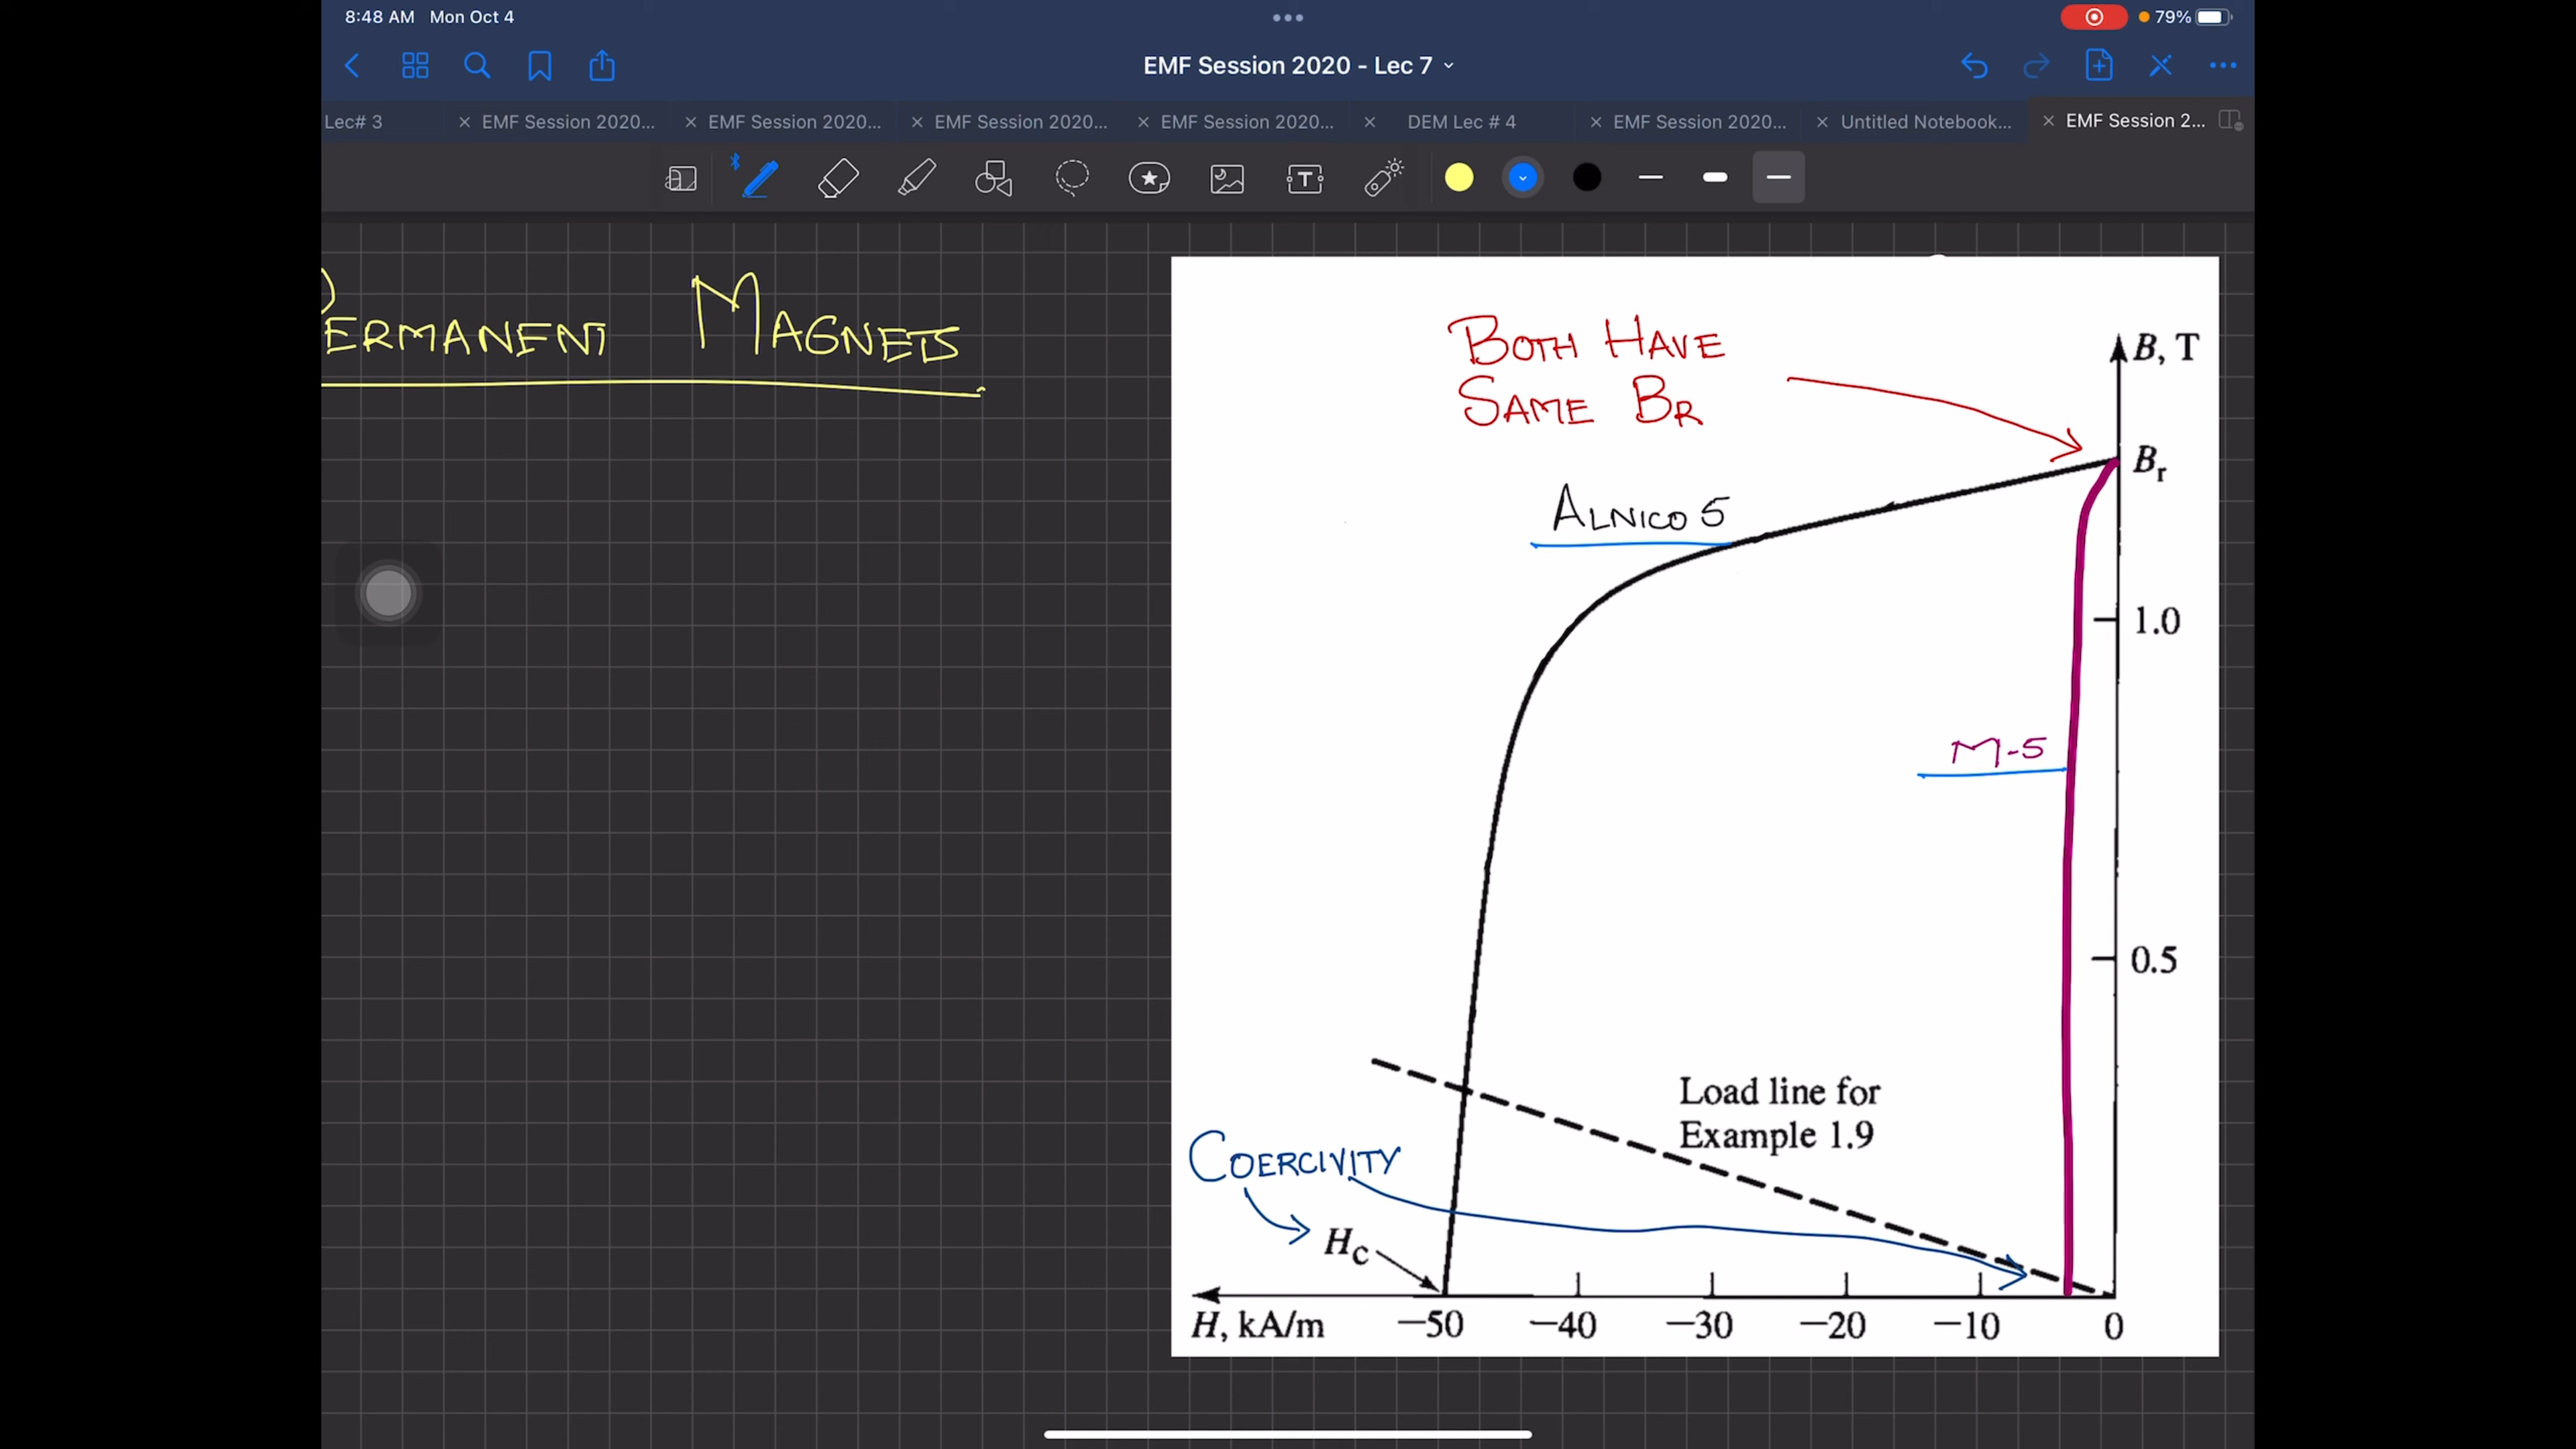 8:48 AM Mon Oct 4
79%
EMF Session 2020 - Lec 7
Lec# 3
EMF Session 2020...
EMF Session 2020...
EMF Session 2020...
EMF Session 2020...
DEM Lec # 4
EMF Session 2020...
Untitled Notebook...
EMF Session 2...
PERMANENT MAGNETS
BOTH HAVE
SAME BR
B, T
Br
ALNICO 5
1.0
M-5
0.5
Load line for
Example 1.9
COERCIVITY
Hc
H, kA/m
−50 −40 −30 −20 −10 0